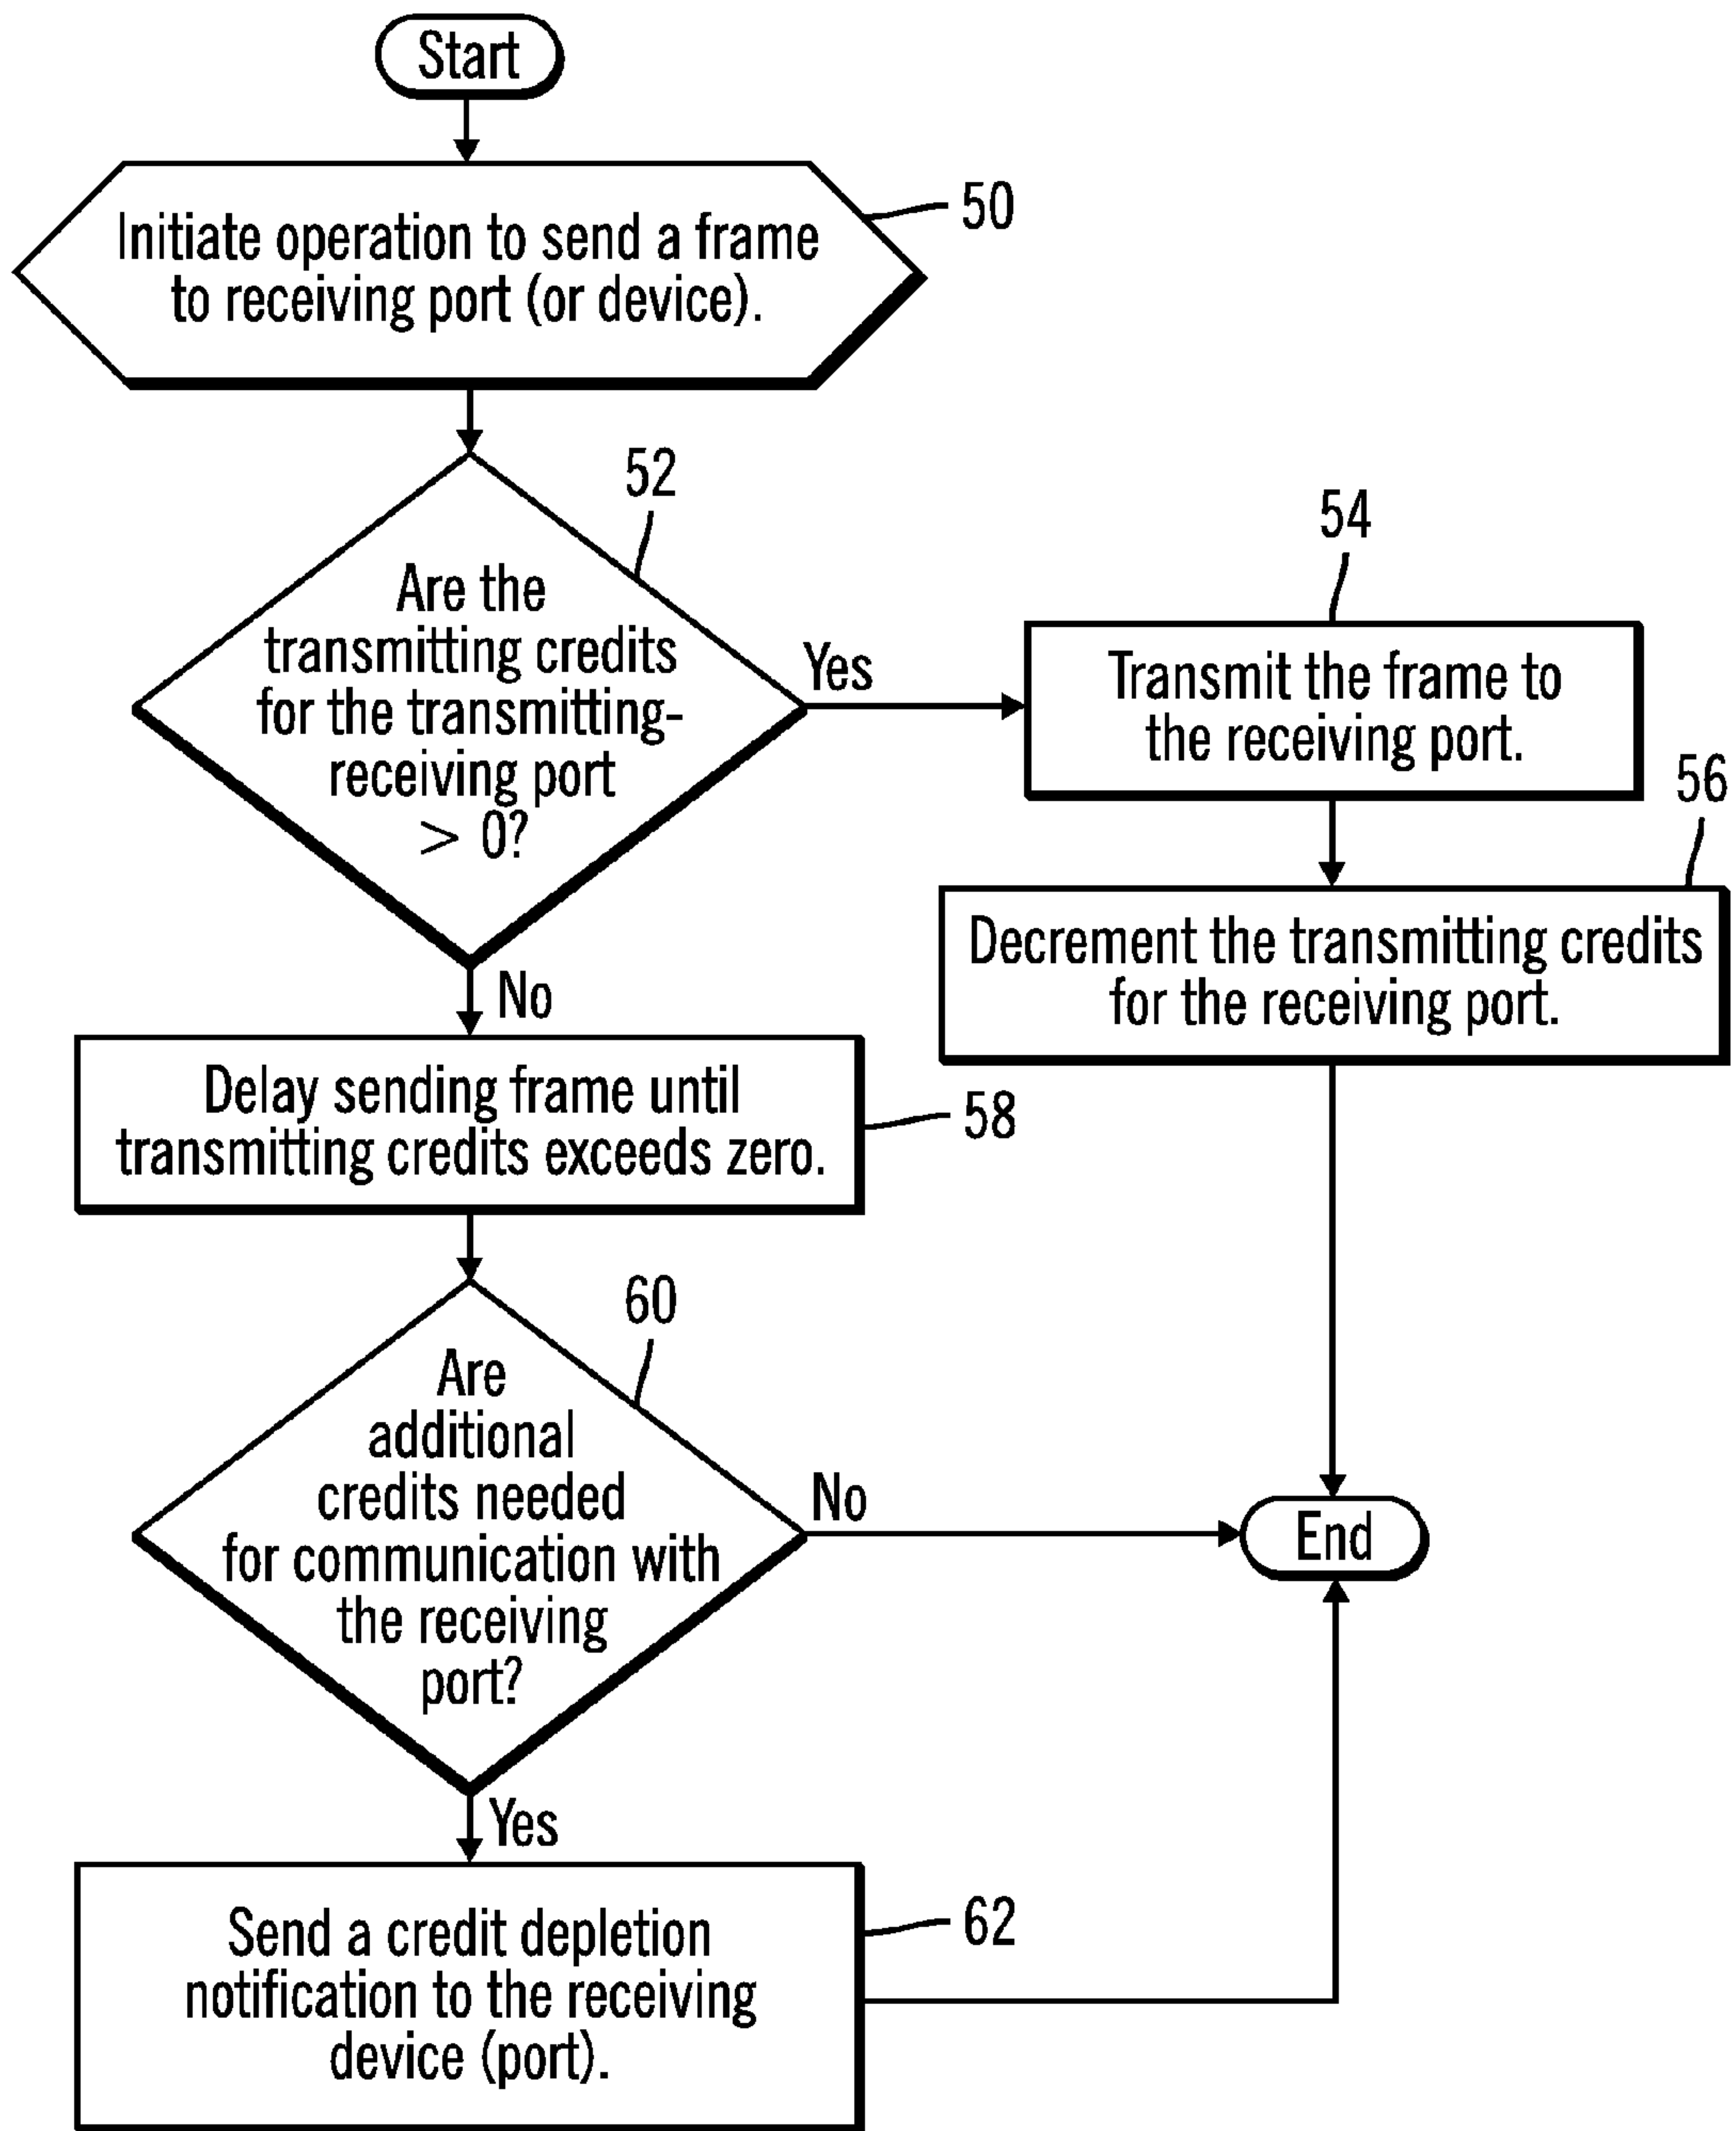 Start
Initiate operation to send a frame
to receiving port (or device).
50
52
Are the
transmitting credits
for the transmitting-
receiving port
> 0?
Yes
54
Transmit the frame to
the receiving port.
56
Decrement the transmitting credits
for the receiving port.
No
Delay sending frame until
transmitting credits exceeds zero.
58
60
Are
additional
credits needed
for communication with
the receiving
port?
No
End
Yes
Send a credit depletion
notification to the receiving
device (port).
62